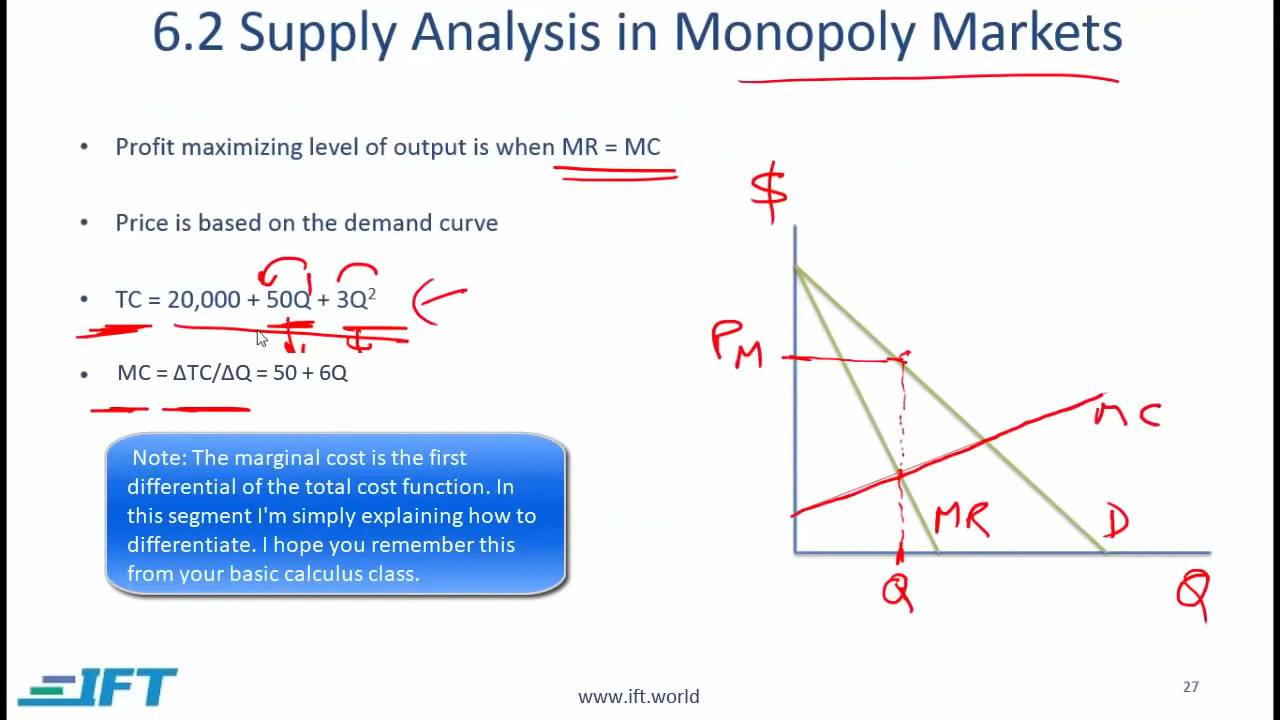 6.2 Supply Analysis in Monopoly Markets
• Profit maximizing level of output is when MR = MC
• Price is based on the demand curve
• TC = 20,000 + 50Q + 3Q²
• MC = ΔTC/ΔQ = 50 + 6Q
Note: The marginal cost is the first
differential of the total cost function. In
this segment I'm simply explaining how to
differentiate. I hope you remember this
from your basic calculus class.
$
PM
MC
MR
D
Q
Q
IFT
www.ift.world
27